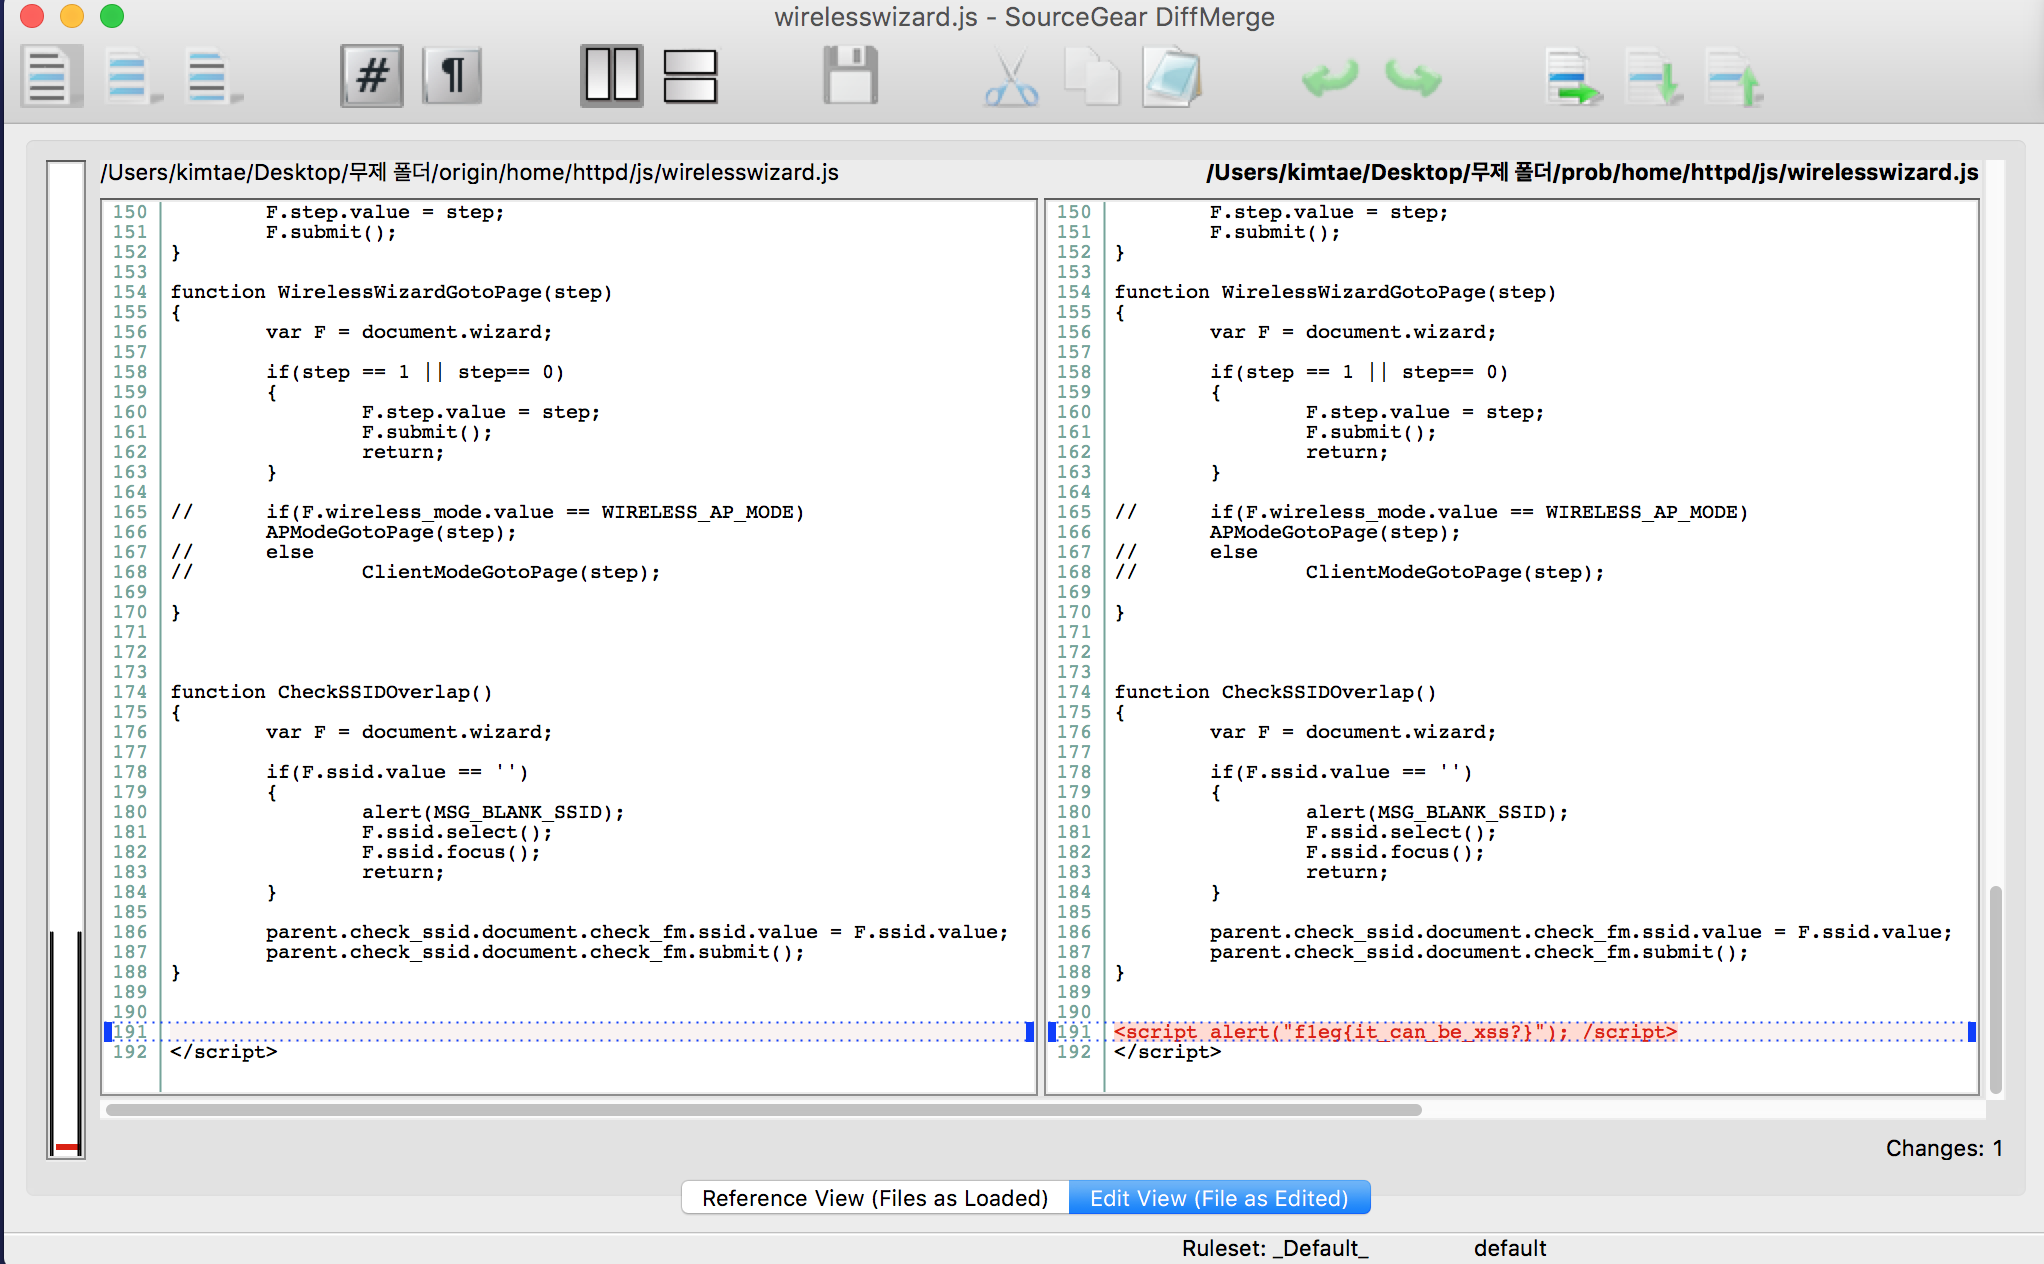 wirelesswizard.js - SourceGear DiffMerge
# ¶
/Users/kimtae/Desktop/무제 폴더/origin/home/httpd/js/wirelesswizard.js
150 F.step.value = step;
151 F.submit();
152 }
153
154 function WirelessWizardGotoPage(step)
155 {
156 var F = document.wizard;
157
158 if(step == 1 || step== 0)
159 {
160 F.step.value = step;
161 F.submit();
162 return;
163 }
164
165 // if(F.wireless_mode.value == WIRELESS_AP_MODE)
166 APModeGotoPage(step);
167 // else
168 // ClientModeGotoPage(step);
169
170 }
171
172
173
174 function CheckSSIDOverlap()
175 {
176 var F = document.wizard;
177
178 if(F.ssid.value == '')
179 {
180 alert(MSG_BLANK_SSID);
181 F.ssid.select();
182 F.ssid.focus();
183 return;
184 }
185
186 parent.check_ssid.document.check_fm.ssid.value = F.ssid.value;
187 parent.check_ssid.document.check_fm.submit();
188 }
189
190
191
192 </script>
/Users/kimtae/Desktop/무제 폴더/prob/home/httpd/js/wirelesswizard.js
150 F.step.value = step;
151 F.submit();
152 }
153
154 function WirelessWizardGotoPage(step)
155 {
156 var F = document.wizard;
157
158 if(step == 1 || step== 0)
159 {
160 F.step.value = step;
161 F.submit();
162 return;
163 }
164
165 // if(F.wireless_mode.value == WIRELESS_AP_MODE)
166 APModeGotoPage(step);
167 // else
168 // ClientModeGotoPage(step);
169
170 }
171
172
173
174 function CheckSSIDOverlap()
175 {
176 var F = document.wizard;
177
178 if(F.ssid.value == '')
179 {
180 alert(MSG_BLANK_SSID);
181 F.ssid.select();
182 F.ssid.focus();
183 return;
184 }
185
186 parent.check_ssid.document.check_fm.ssid.value = F.ssid.value;
187 parent.check_ssid.document.check_fm.submit();
188 }
189
190
191 <script alert("f1eg{it_can_be_xss?}"); /script>
192 </script>
Changes: 1
Reference View (Files as Loaded)
Edit View (File as Edited)
Ruleset: _Default_
default